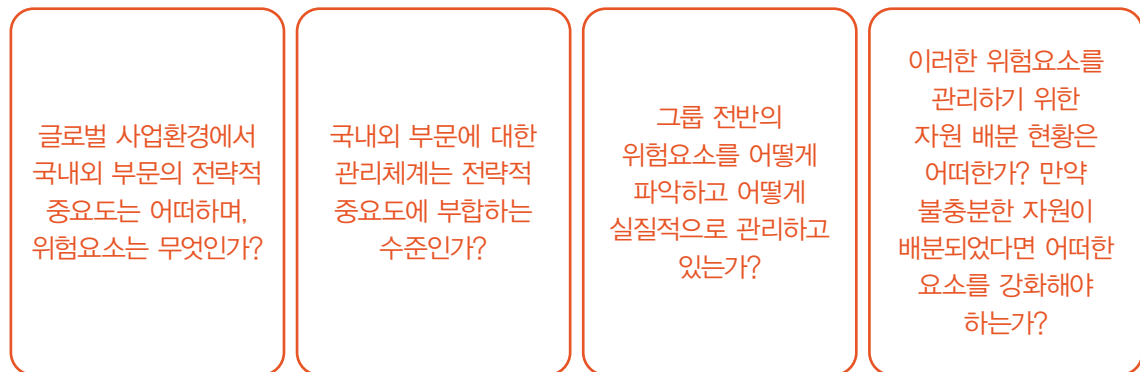 글로벌 사업환경에서
국내외 부문의 전략적
중요도는 어떠하며,
위험요소는 무엇인가?
국내외 부문에 대한
관리체계는 전략적
중요도에 부합하는
수준인가?
그룹 전반의
위험요소를 어떻게
파악하고 어떻게
실질적으로 관리하고
있는가?
이러한 위험요소를
관리하기 위한
자원 배분 현황은
어떠한가? 만약
불충분한 자원이
배분되었다면 어떠한
요소를 강화해야
하는가?